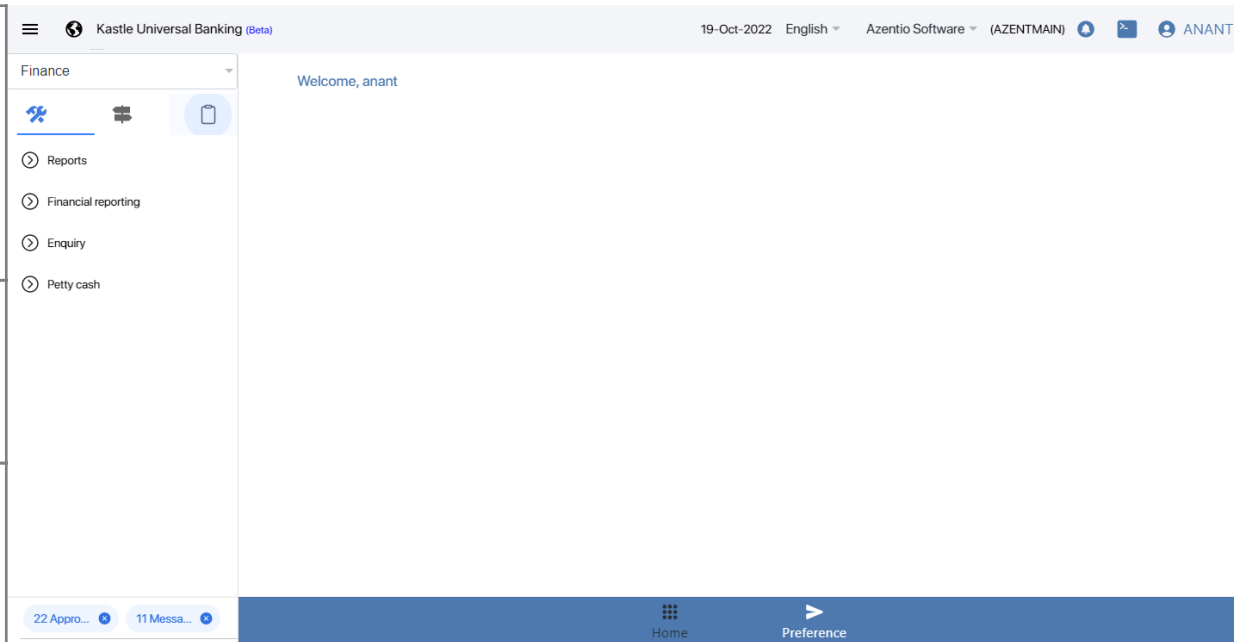 Kastle Universal Banking (Beta)
19-Oct-2022 English Azentio Software (AZENTMAIN) ANANT
Finance
Welcome, anant
Reports
Financial reporting
Enquiry
Petty cash
22 Appro... 11 Messa...
Home Preference